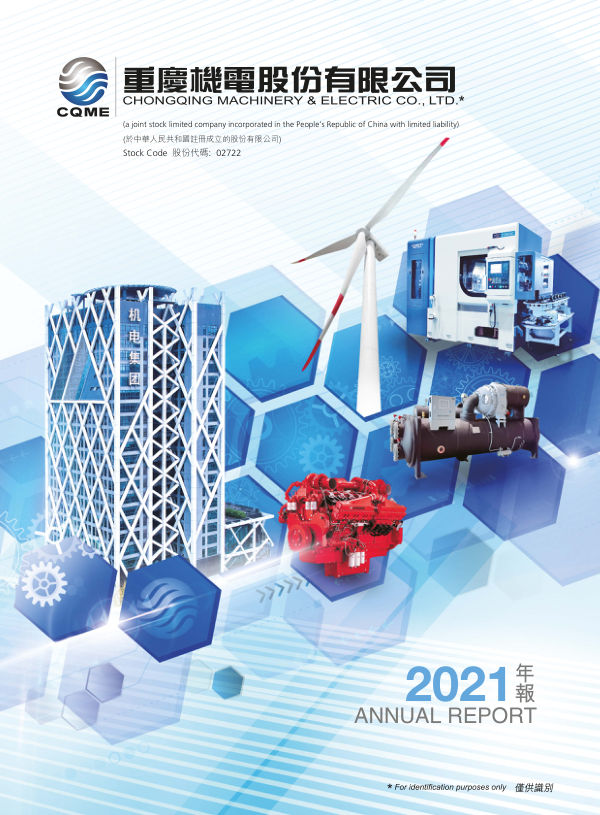 CQME
重慶機電股份有限公司
CHONGQING MACHINERY & ELECTRIC CO., LTD.*
(a joint stock limited company incorporated in the People's Republic of China with limited liability)
(於中華人民共和國註冊成立的股份有限公司)
Stock Code 股份代碼: 02722
机电集团
2021 年報
ANNUAL REPORT
* For identification purposes only 僅供識別